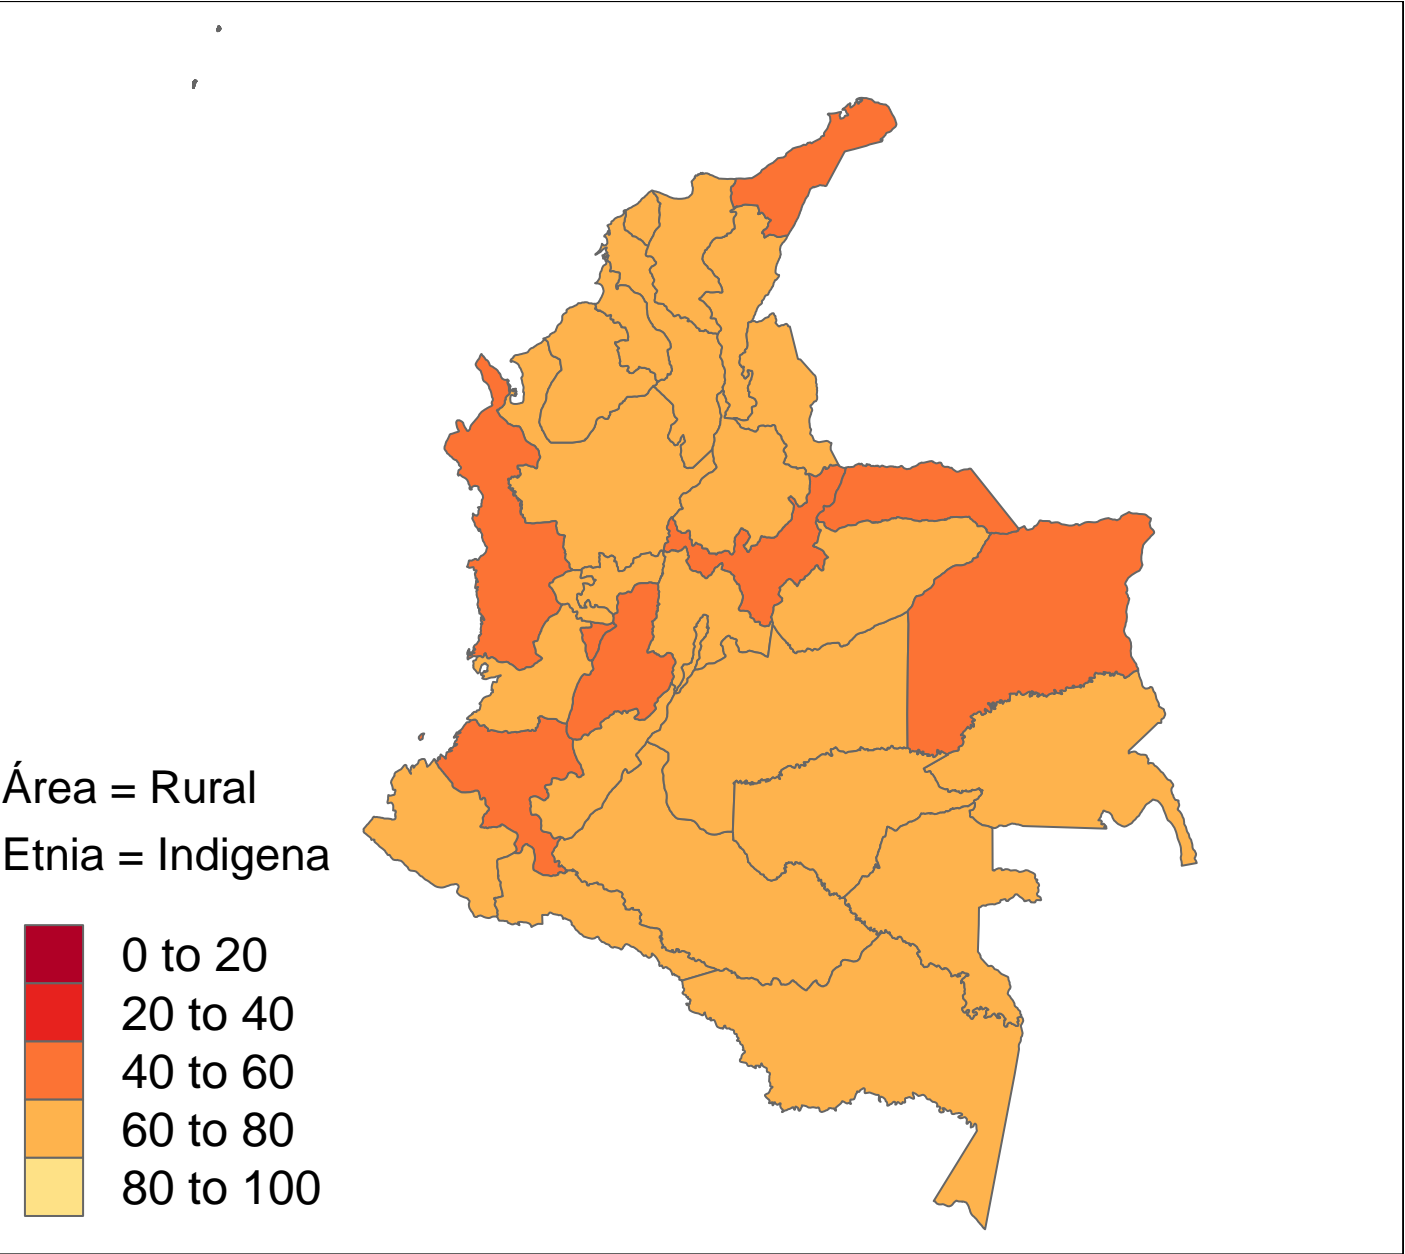 Área = Rural
Etnia = Indigena
0 to 20
20 to 40
40 to 60
60 to 80
80 to 100